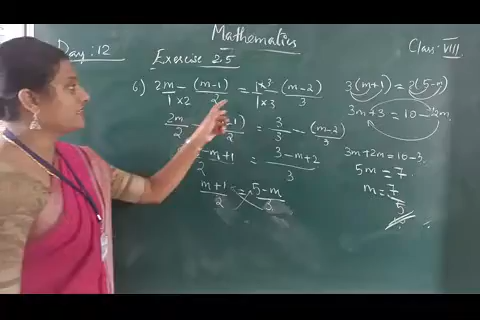 Mathematics
Day: 12
Class: VIII
Exercise 2.5
6) 2m/1×2 - (m-1)/2 = 1×3/1×3 (m-2)/3
2m/2 - -1)/2 = 3/3 - (m-2)/3
-m+1/2 = 3-m+2/3
m+1/2 = 5-m/3
3(m+1) = 2(5-m)
3m+3 = 10-2m
3m+2m = 10-3
5m = 7
m = 7/5